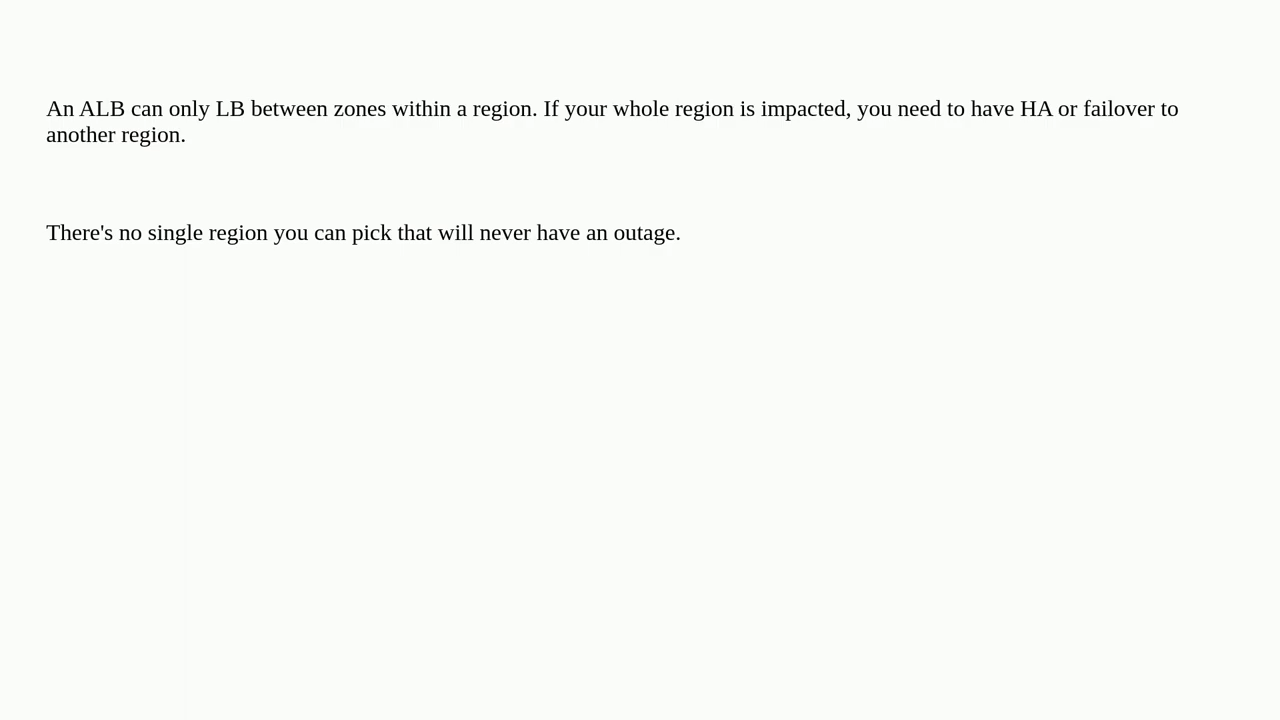 An ALB can only LB between zones within a region. If your whole region is impacted, you need to have HA or failover to
another region.
There's no single region you can pick that will never have an outage.